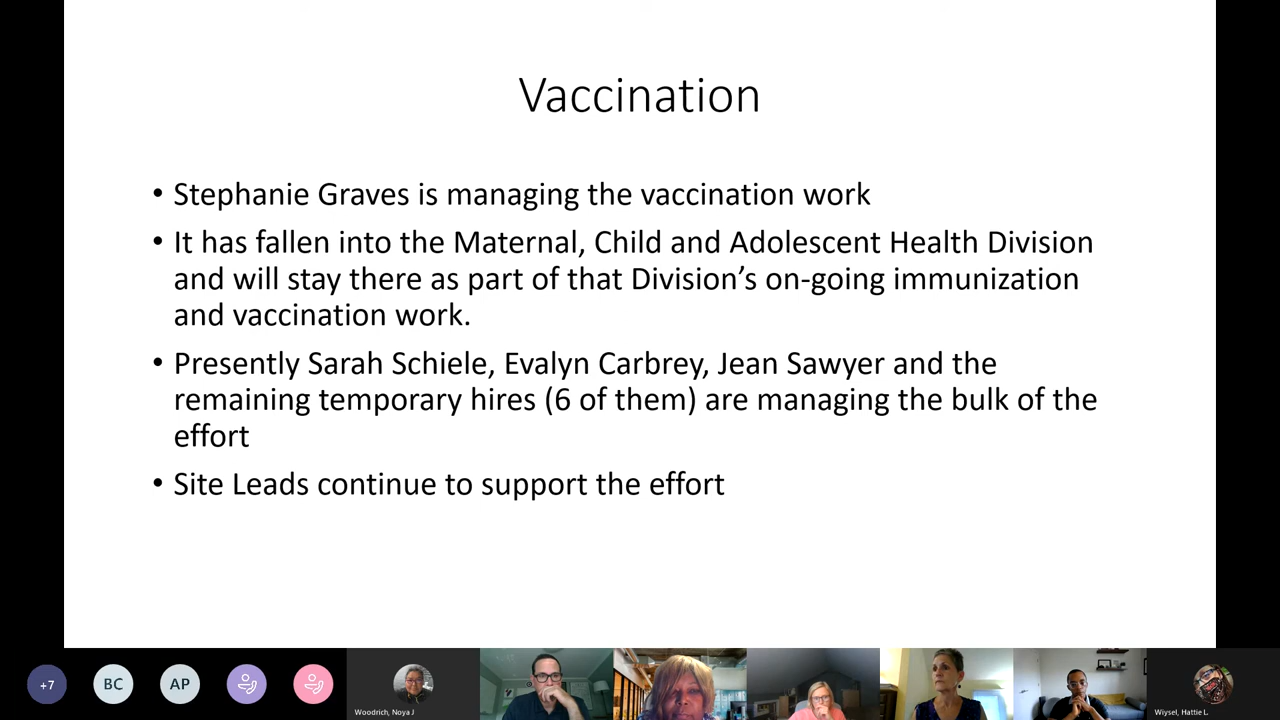 Vaccination
• Stephanie Graves is managing the vaccination work
• It has fallen into the Maternal, Child and Adolescent Health Division
and will stay there as part of that Division’s on-going immunization
and vaccination work.
• Presently Sarah Schiele, Evalyn Carbrey, Jean Sawyer and the
remaining temporary hires (6 of them) are managing the bulk of the
effort
• Site Leads continue to support the effort
+7
BC
AP
Woodrich, Noya J
Wiysel, Hattie L.